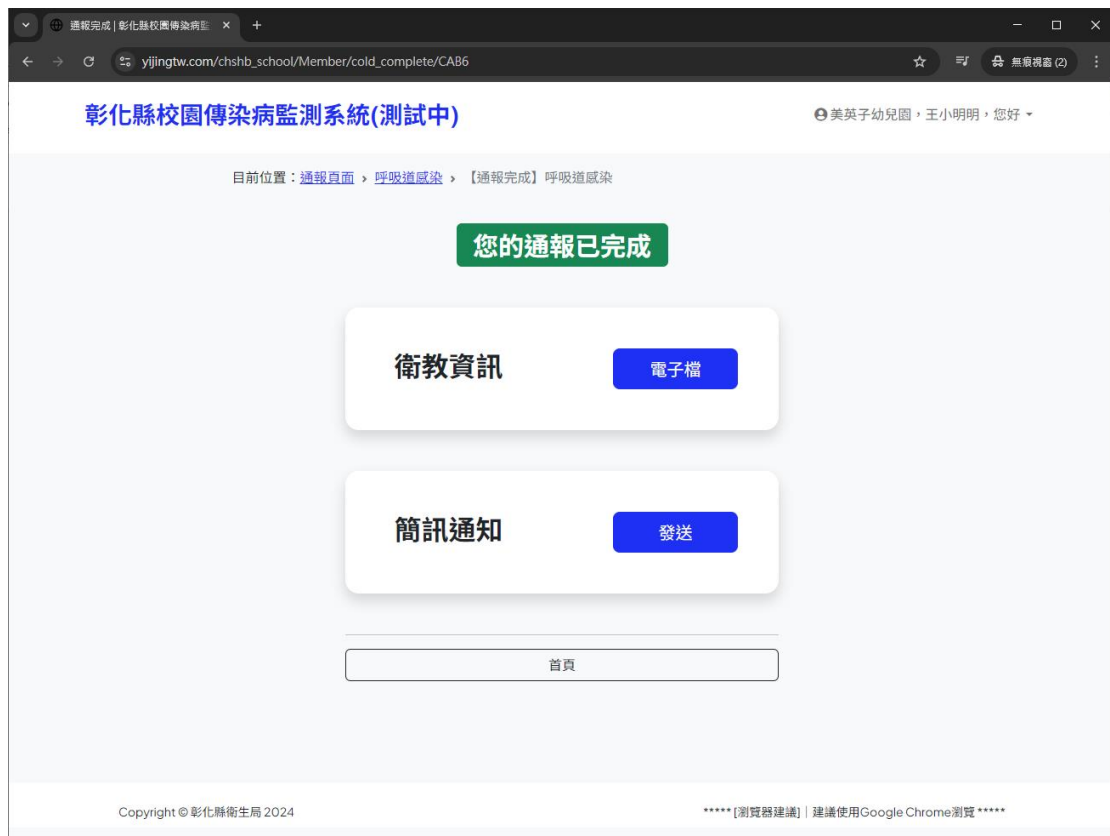 通報完成 | 彰化縣校園傳染病監
yijingtw.com/chshb_school/Member/cold_complete/CAB6
無痕視窗 (2)
彰化縣校園傳染病監測系統(測試中)
美英子幼兒園，王小明明，您好
目前位置：通報頁面 › 呼吸道感染 › 【通報完成】呼吸道感染
您的通報已完成
衛教資訊
電子檔
簡訊通知
發送
首頁
Copyright © 彰化縣衛生局 2024
***** [瀏覽器建議]｜建議使用Google Chrome瀏覽 *****